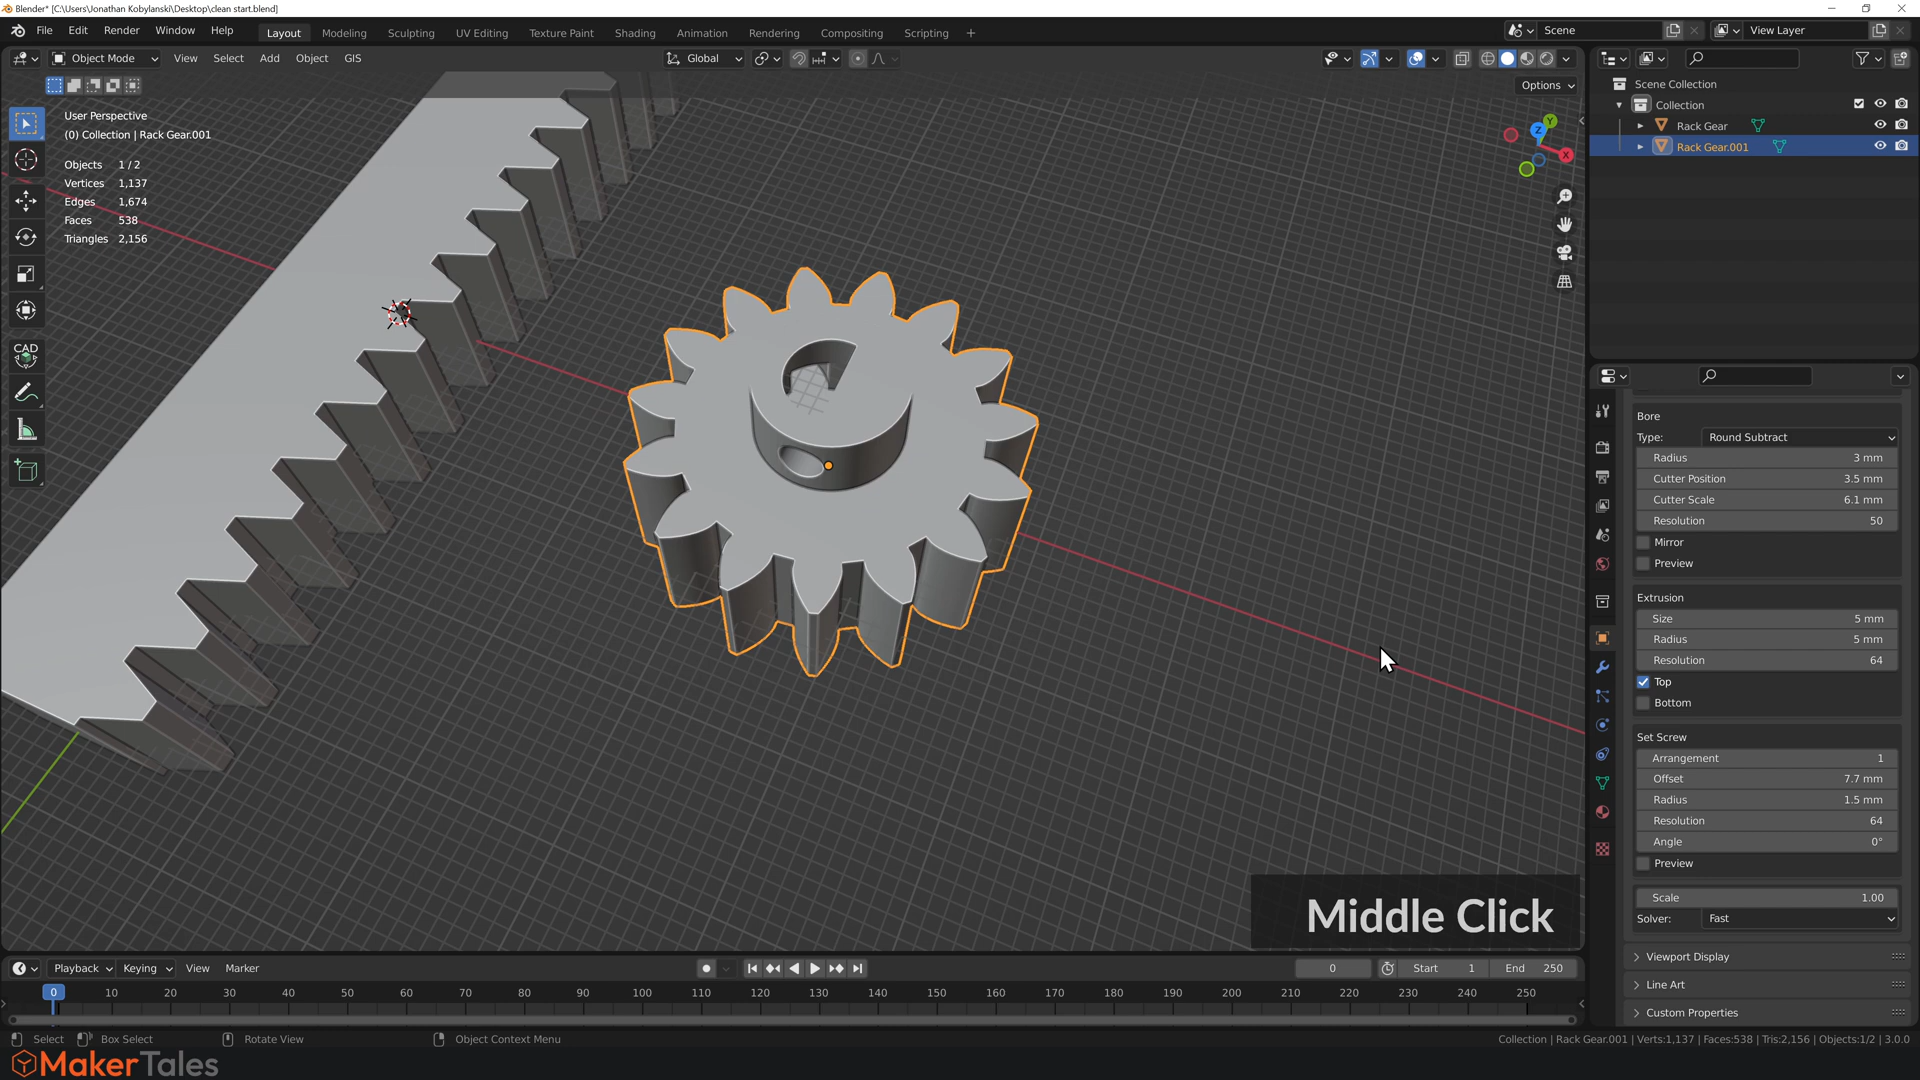 Blender* [C:\Users\Jonathan Kobylanski\Desktop\clean start.blend]
File Edit Render Window Help Layout Modeling Sculpting UV Editing Texture Paint Shading Animation Rendering Compositing Scripting + Scene View Layer
Object Mode View Select Add Object GIS Global
Options
User Perspective
(0) Collection | Rack Gear.001
Objects 1 / 2
Vertices 1,137
Edges 1,674
Faces 538
Triangles 2,156
CAD
Z
Y
X
Scene Collection
Collection
Rack Gear
Rack Gear.001
Bore
Type: Round Subtract
Radius 3 mm
Cutter Position 3.5 mm
Cutter Scale 6.1 mm
Resolution 50
Mirror
Preview
Extrusion
Size 5 mm
Radius 5 mm
Resolution 64
Top
Bottom
Set Screw
Arrangement 1
Offset 7.7 mm
Radius 1.5 mm
Resolution 64
Angle 0°
Preview
Scale 1.00
Solver: Fast
Viewport Display
Line Art
Custom Properties
Middle Click
Playback Keying View Marker 0 Start 1 End 250
0 10 20 30 40 50 60 70 80 90 100 110 120 130 140 150 160 170 180 190 200 210 220 230 240 250
Select Box Select Rotate View Object Context Menu Collection | Rack Gear.001 | Verts:1,137 | Faces:538 | Tris:2,156 | Objects:1/2 | 3.0.0
MakerTales